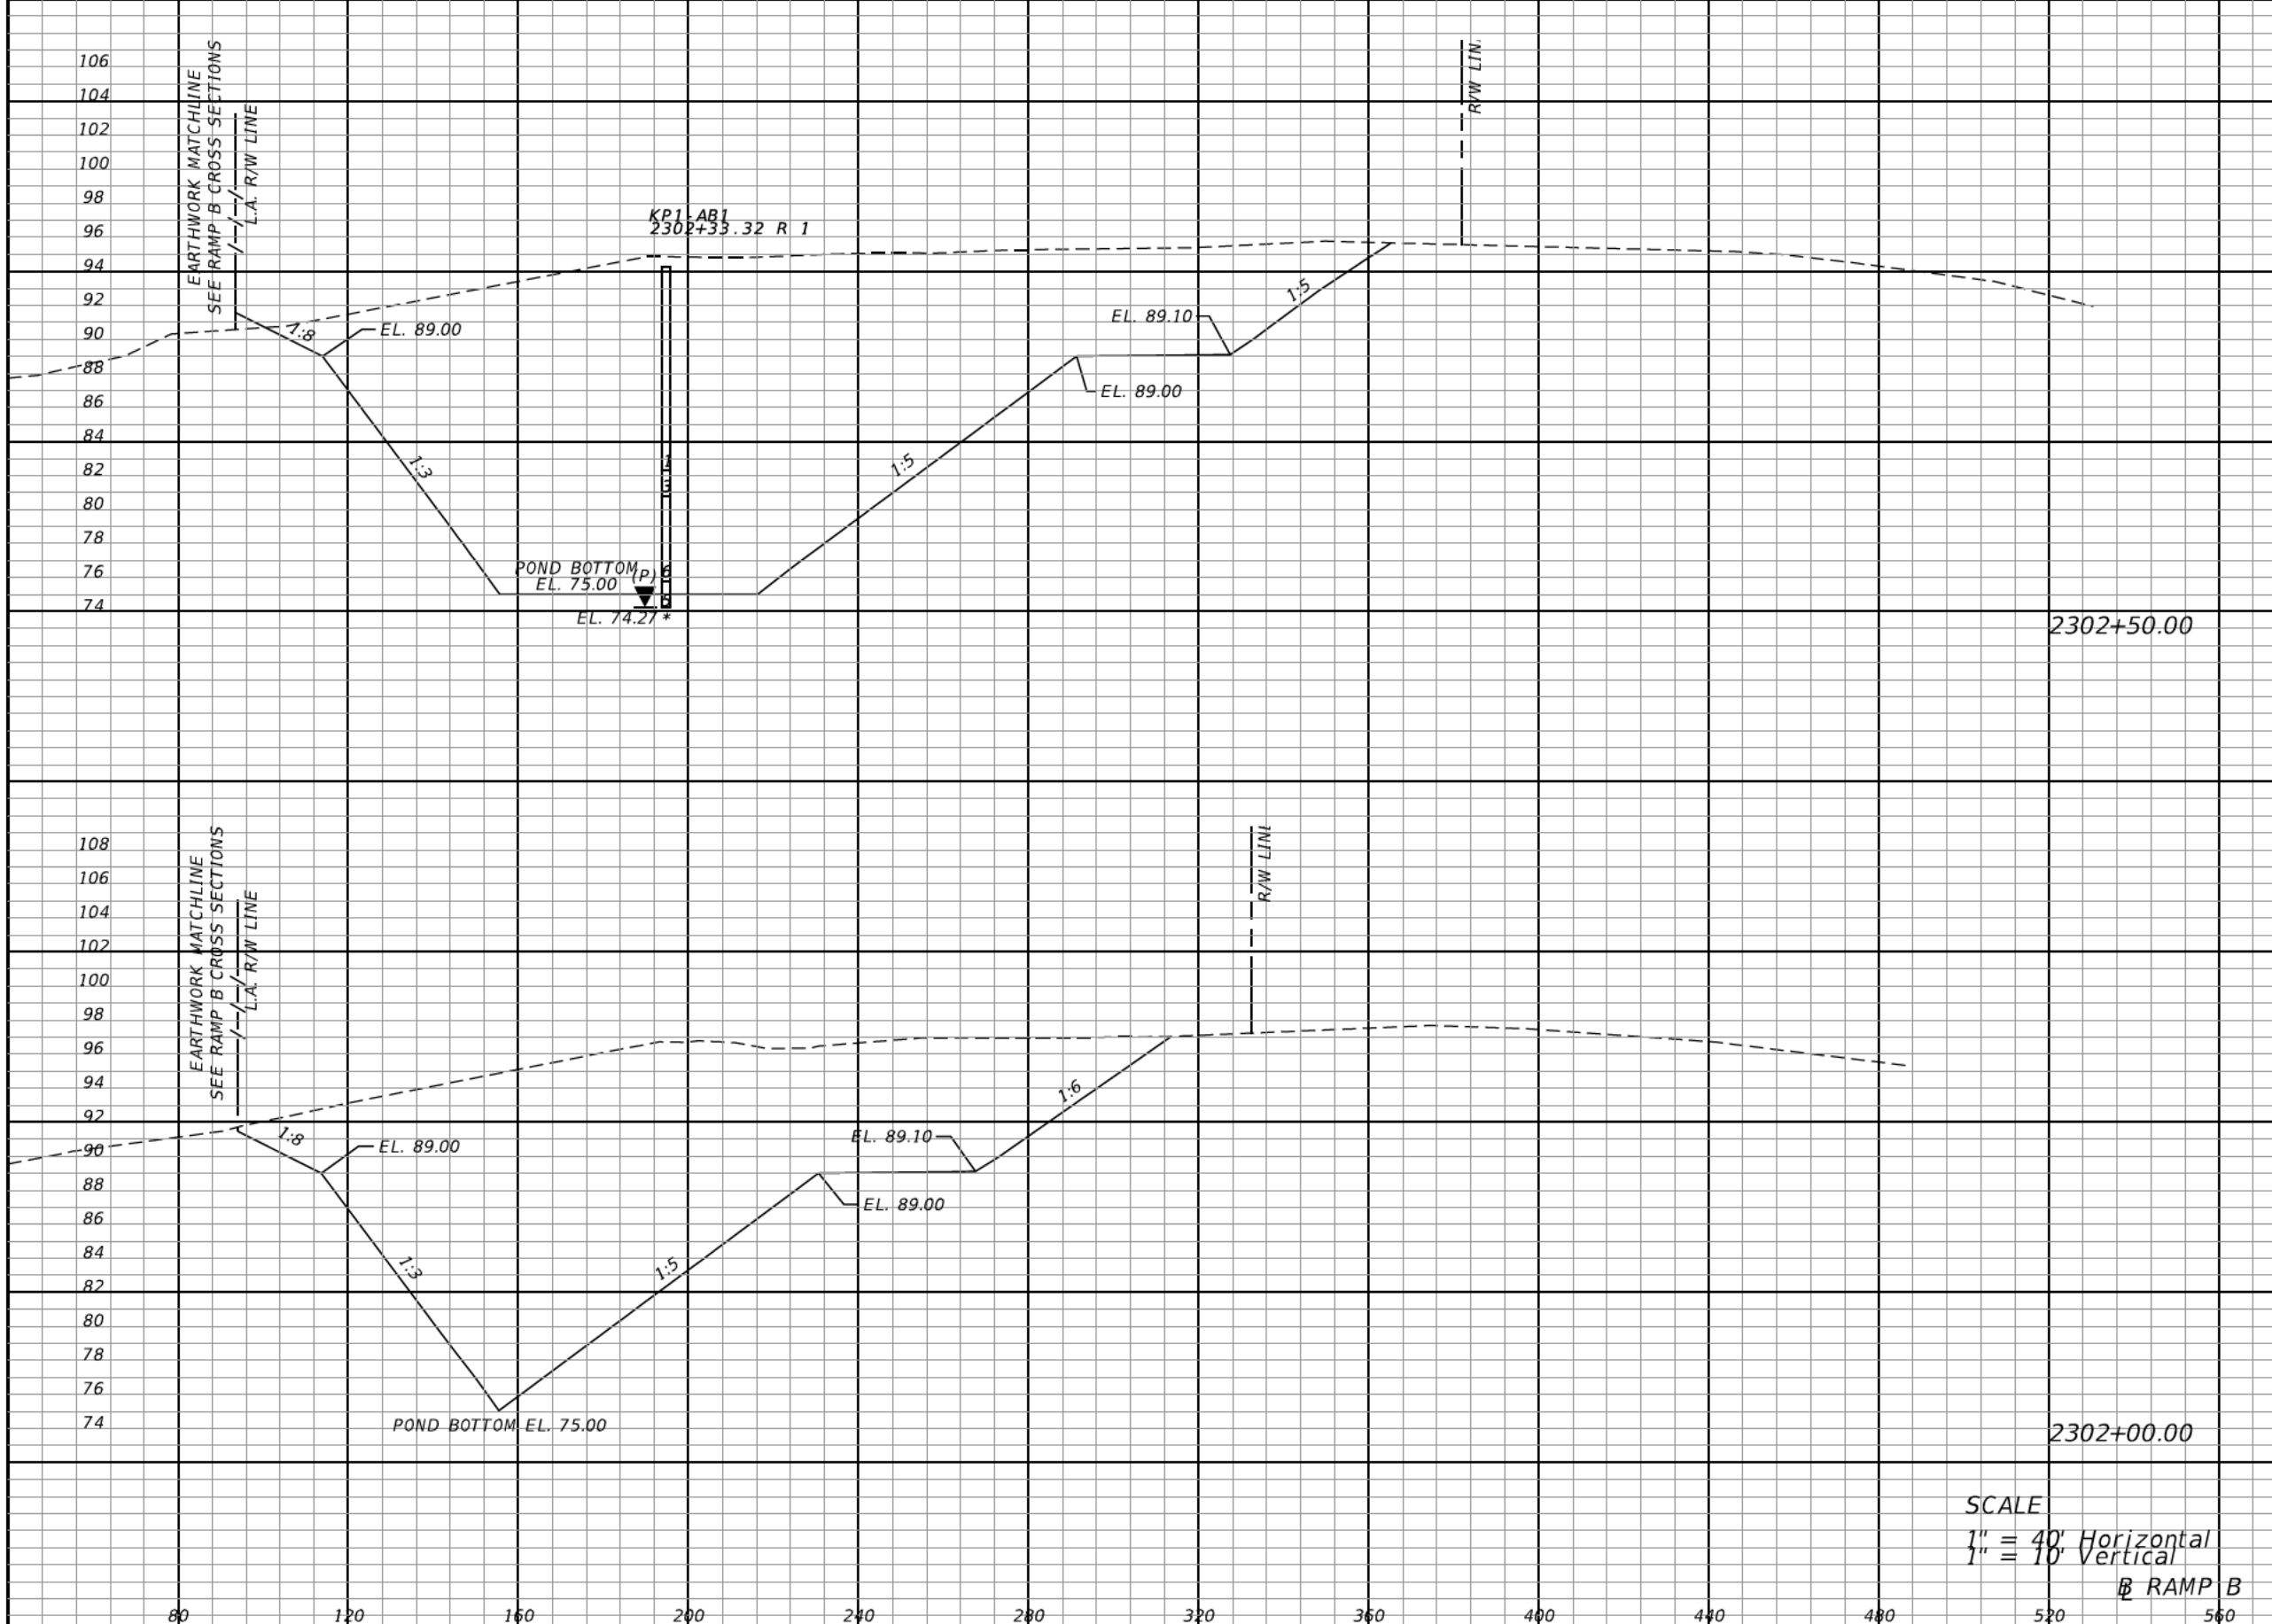 106
104
102
100
98
96
94
92
90
88
86
84
82
80
78
76
74
EARTHWORK MATCHLINE
SEE RAMP B CROSS SECTIONS
L.A. R/W LINE
R/W LIN
KP1-AB1
2302+33.32 R 1
1:8
EL. 89.00
EL. 89.10
1:5
EL. 89.00
1:3
1:5
1
3
6
5
POND BOTTOM
EL. 75.00
(P)
EL. 74.27 *
2302+50.00
108
106
104
102
100
98
96
94
92
90
88
86
84
82
80
78
76
74
EARTHWORK MATCHLINE
SEE RAMP B CROSS SECTIONS
L.A. R/W LINE
R/W LINE
1:8
EL. 89.00
EL. 89.10
1:6
EL. 89.00
1:3
1:5
POND BOTTOM EL. 75.00
2302+00.00
SCALE
1" = 40' Horizontal
1" = 10' Vertical
RAMP B
80 120 160 200 240 280 320 360 400 440 480 520 560